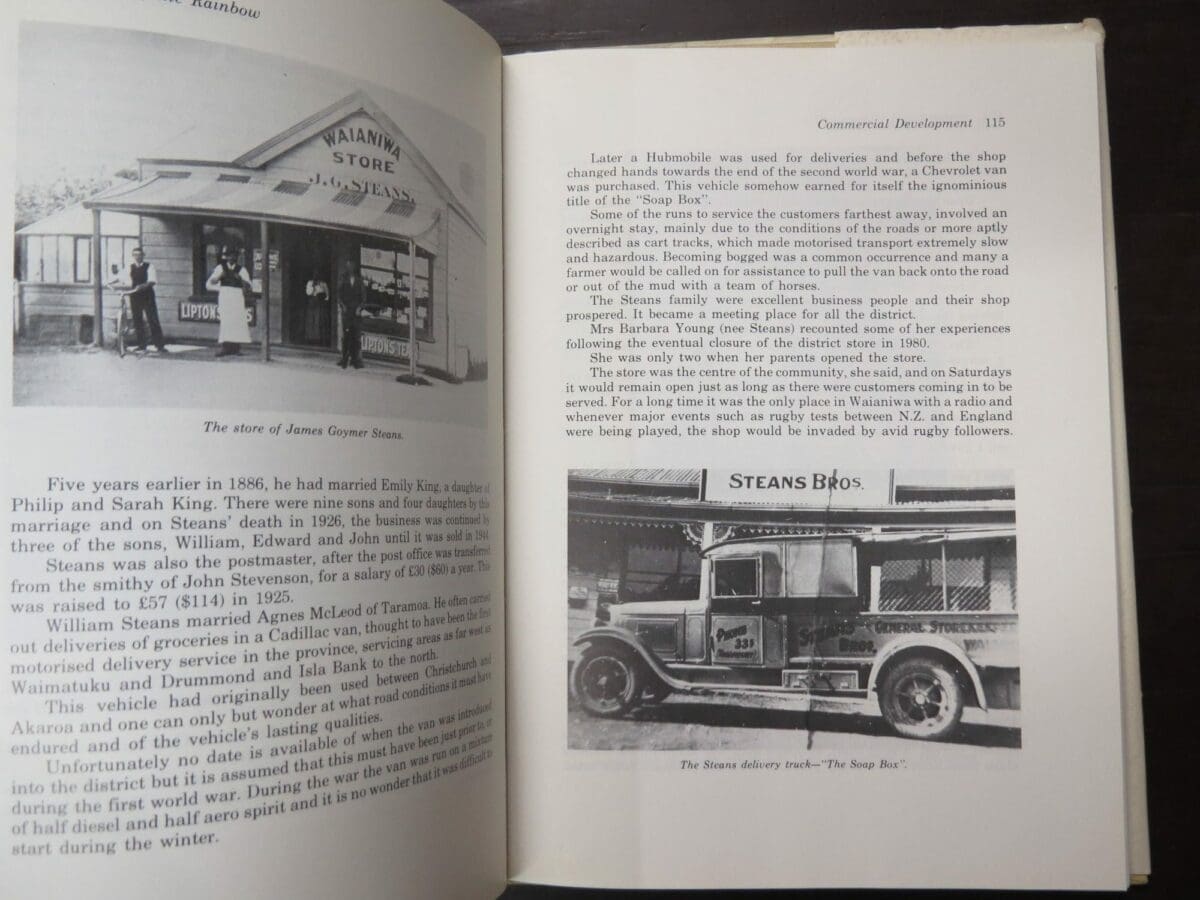 Rainbow
WAIANIWA
STORE
J. G. STEANS.
LIPTON'S TEAS
LIPTONS TEA
The store of James Goymer Steans.
Five years earlier in 1886, he had married Emily King, a daughter of
Philip and Sarah King. There were nine sons and four daughters by this
marriage and on Steans' death in 1926, the business was continued by
three of the sons, William, Edward and John until it was sold in 1944.
Steans was also the postmaster, after the post office was transferred
from the smithy of John Stevenson, for a salary of £30 ($60) a year. This
was raised to £57 ($114) in 1925.
William Steans married Agnes McLeod of Taramoa. He often carried
out deliveries of groceries in a Cadillac van, thought to have been the first
motorised delivery service in the province, servicing areas as far west as
Waimatuku and Drummond and Isla Bank to the north.
This vehicle had originally been used between Christchurch and
Akaroa and one can only but wonder at what road conditions it must have
endured and of the vehicle's lasting qualities.
Unfortunately no date is available of when the van was introduced
into the district but it is assumed that this must have been just prior to, or
during the first world war. During the war the van was run on a mixture
of half diesel and half aero spirit and it is no wonder that it was difficult to
start during the winter.
Commercial Development 115
Later a Hubmobile was used for deliveries and before the shop
changed hands towards the end of the second world war, a Chevrolet van
was purchased. This vehicle somehow earned for itself the ignominious
title of the "Soap Box".
Some of the runs to service the customers farthest away, involved an
overnight stay, mainly due to the conditions of the roads or more aptly
described as cart tracks, which made motorised transport extremely slow
and hazardous. Becoming bogged was a common occurrence and many a
farmer would be called on for assistance to pull the van back onto the road
or out of the mud with a team of horses.
The Steans family were excellent business people and their shop
prospered. It became a meeting place for all the district.
Mrs Barbara Young (nee Steans) recounted some of her experiences
following the eventual closure of the district store in 1980.
She was only two when her parents opened the store.
The store was the centre of the community, she said, and on Saturdays
it would remain open just as long as there were customers coming in to be
served. For a long time it was the only place in Waianiwa with a radio and
whenever major events such as rugby tests between N.Z. and England
were being played, the shop would be invaded by avid rugby followers.
STEANS BROS.
PHONE
STEANS
BROS.
GENERAL STOREKEE
WAI
The Steans delivery truck—"The Soap Box".